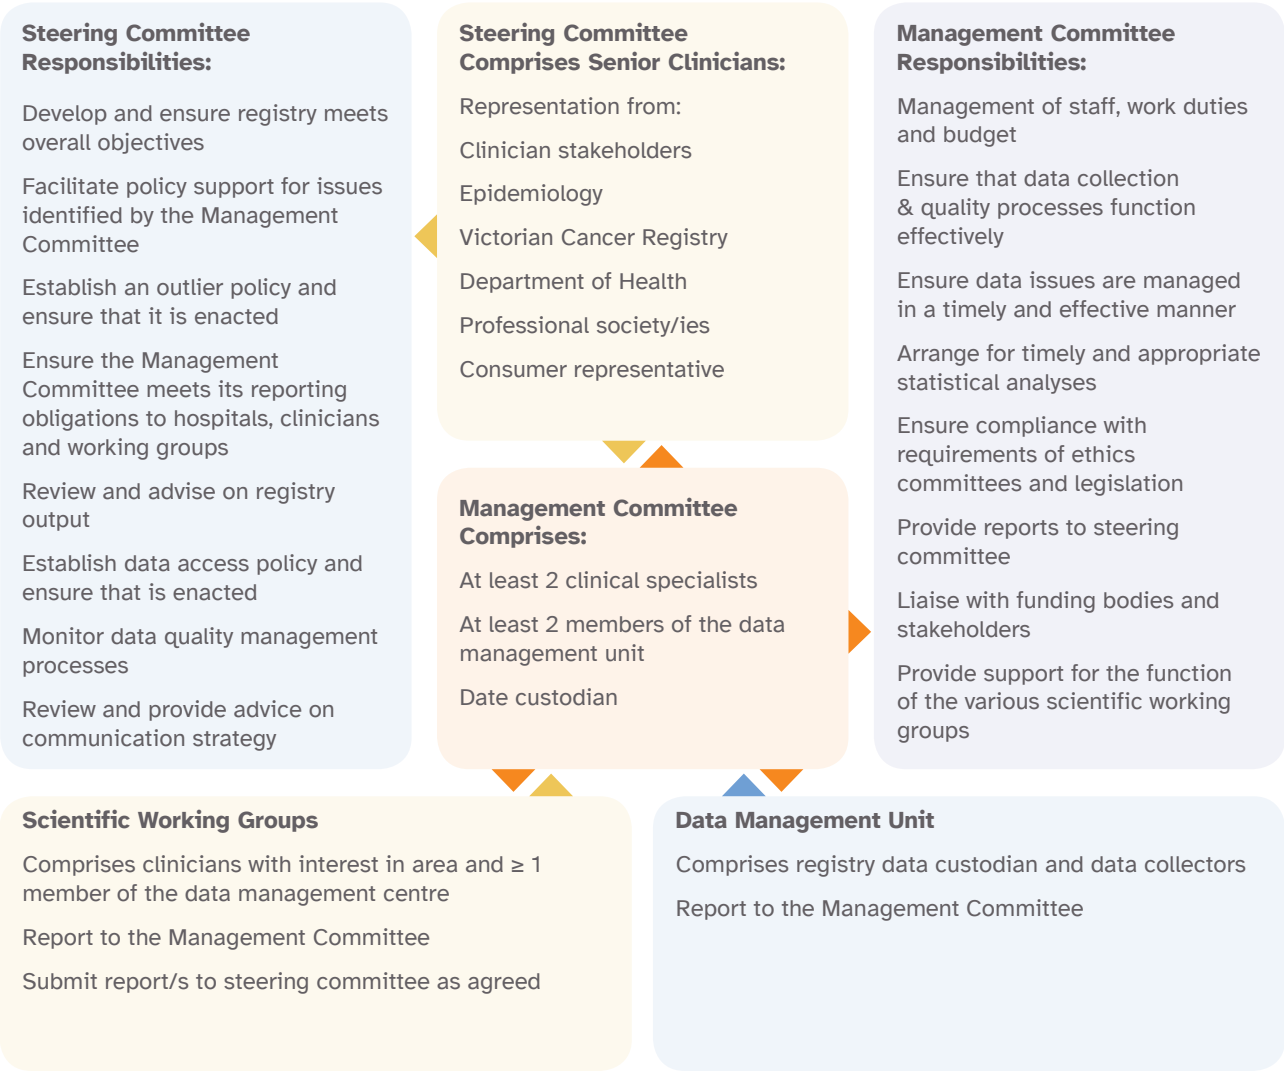 Steering Committee
Responsibilities:
Develop and ensure registry meets
overall objectives
Facilitate policy support for issues
identified by the Management
Committee
Establish an outlier policy and
ensure that it is enacted
Ensure the Management
Committee meets its reporting
obligations to hospitals, clinicians
and working groups
Review and advise on registry
output
Establish data access policy and
ensure that is enacted
Monitor data quality management
processes
Review and provide advice on
communication strategy
Steering Committee
Comprises Senior Clinicians:
Representation from:
Clinician stakeholders
Epidemiology
Victorian Cancer Registry
Department of Health
Professional society/ies
Consumer representative
Management Committee
Comprises:
At least 2 clinical specialists
At least 2 members of the data
management unit
Date custodian
Management Committee
Responsibilities:
Management of staff, work duties
and budget
Ensure that data collection
& quality processes function
effectively
Ensure data issues are managed
in a timely and effective manner
Arrange for timely and appropriate
statistical analyses
Ensure compliance with
requirements of ethics
committees and legislation
Provide reports to steering
committee
Liaise with funding bodies and
stakeholders
Provide support for the function
of the various scientific working
groups
Scientific Working Groups
Comprises clinicians with interest in area and ≥ 1
member of the data management centre
Report to the Management Committee
Submit report/s to steering committee as agreed
Data Management Unit
Comprises registry data custodian and data collectors
Report to the Management Committee